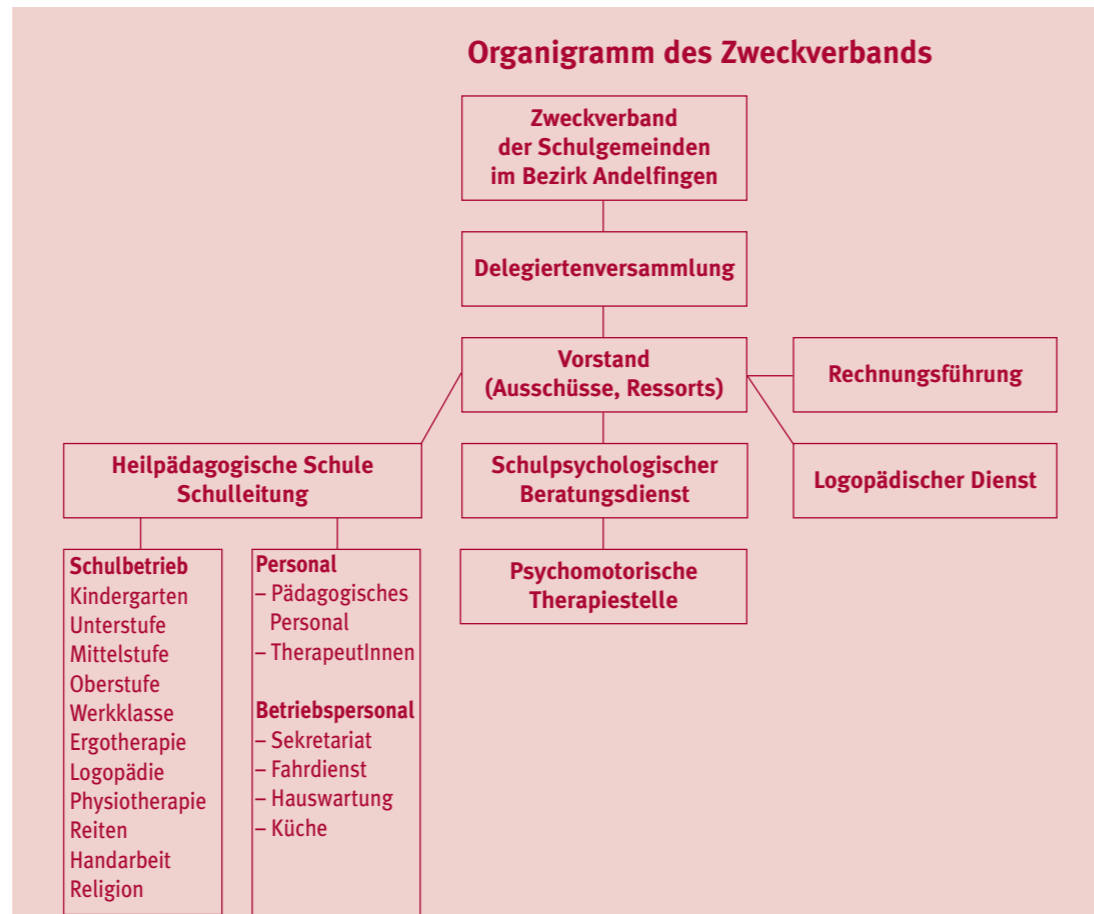 Organigramm des Zweckverbands
Zweckverband
der Schulgemeinden
im Bezirk Andelfingen
Delegiertenversammlung
Vorstand
(Ausschüsse, Ressorts)
Rechnungsführung
Heilpädagogische Schule
Schulleitung
Schulpsychologischer
Beratungsdienst
Logopädischer Dienst
Psychomotorische
Therapiestelle
Schulbetrieb
Kindergarten
Unterstufe
Mittelstufe
Oberstufe
Werkklasse
Ergotherapie
Logopädie
Physiotherapie
Reiten
Handarbeit
Religion
Personal
– Pädagogisches
Personal
– TherapeutInnen
Betriebspersonal
– Sekretariat
– Fahrdienst
– Hauswartung
– Küche